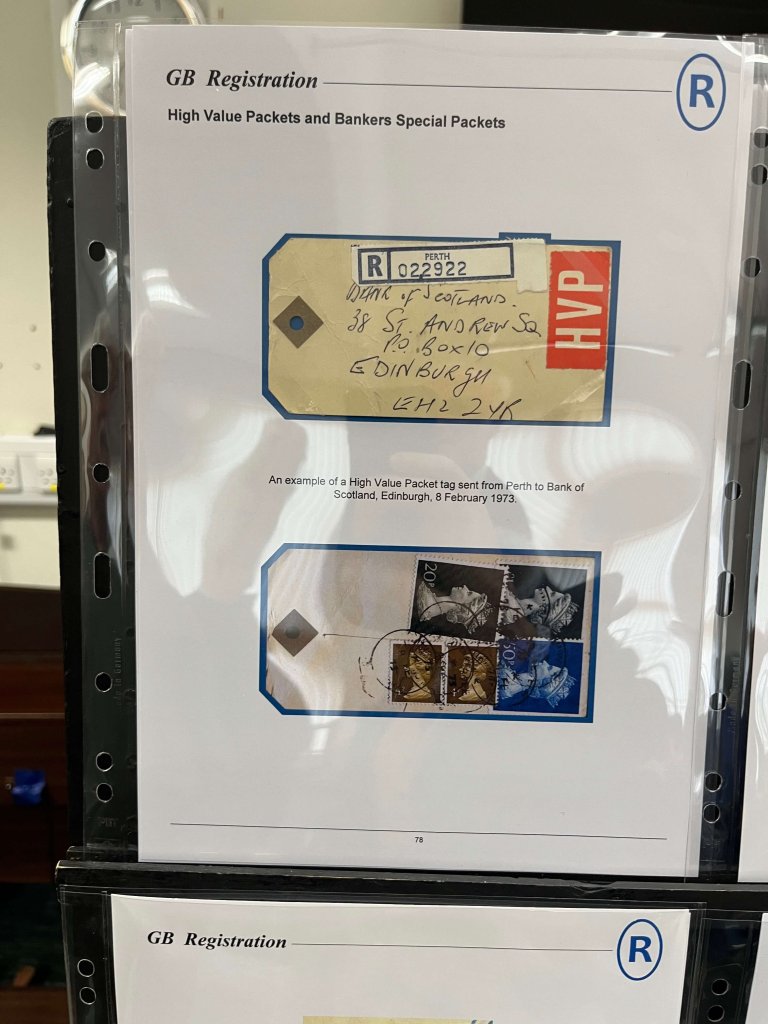 GB Registration
R
High Value Packets and Bankers Special Packets
R
PERTH
022922
HVP
BANK OF SCOTLAND.
38 ST. ANDREW SQ
P.O. BOX 10
EDINBURGH
EH2 2YR
An example of a High Value Packet tag sent from Perth to Bank of
Scotland, Edinburgh, 8 February 1973.
20P
50P
78
GB Registration
R